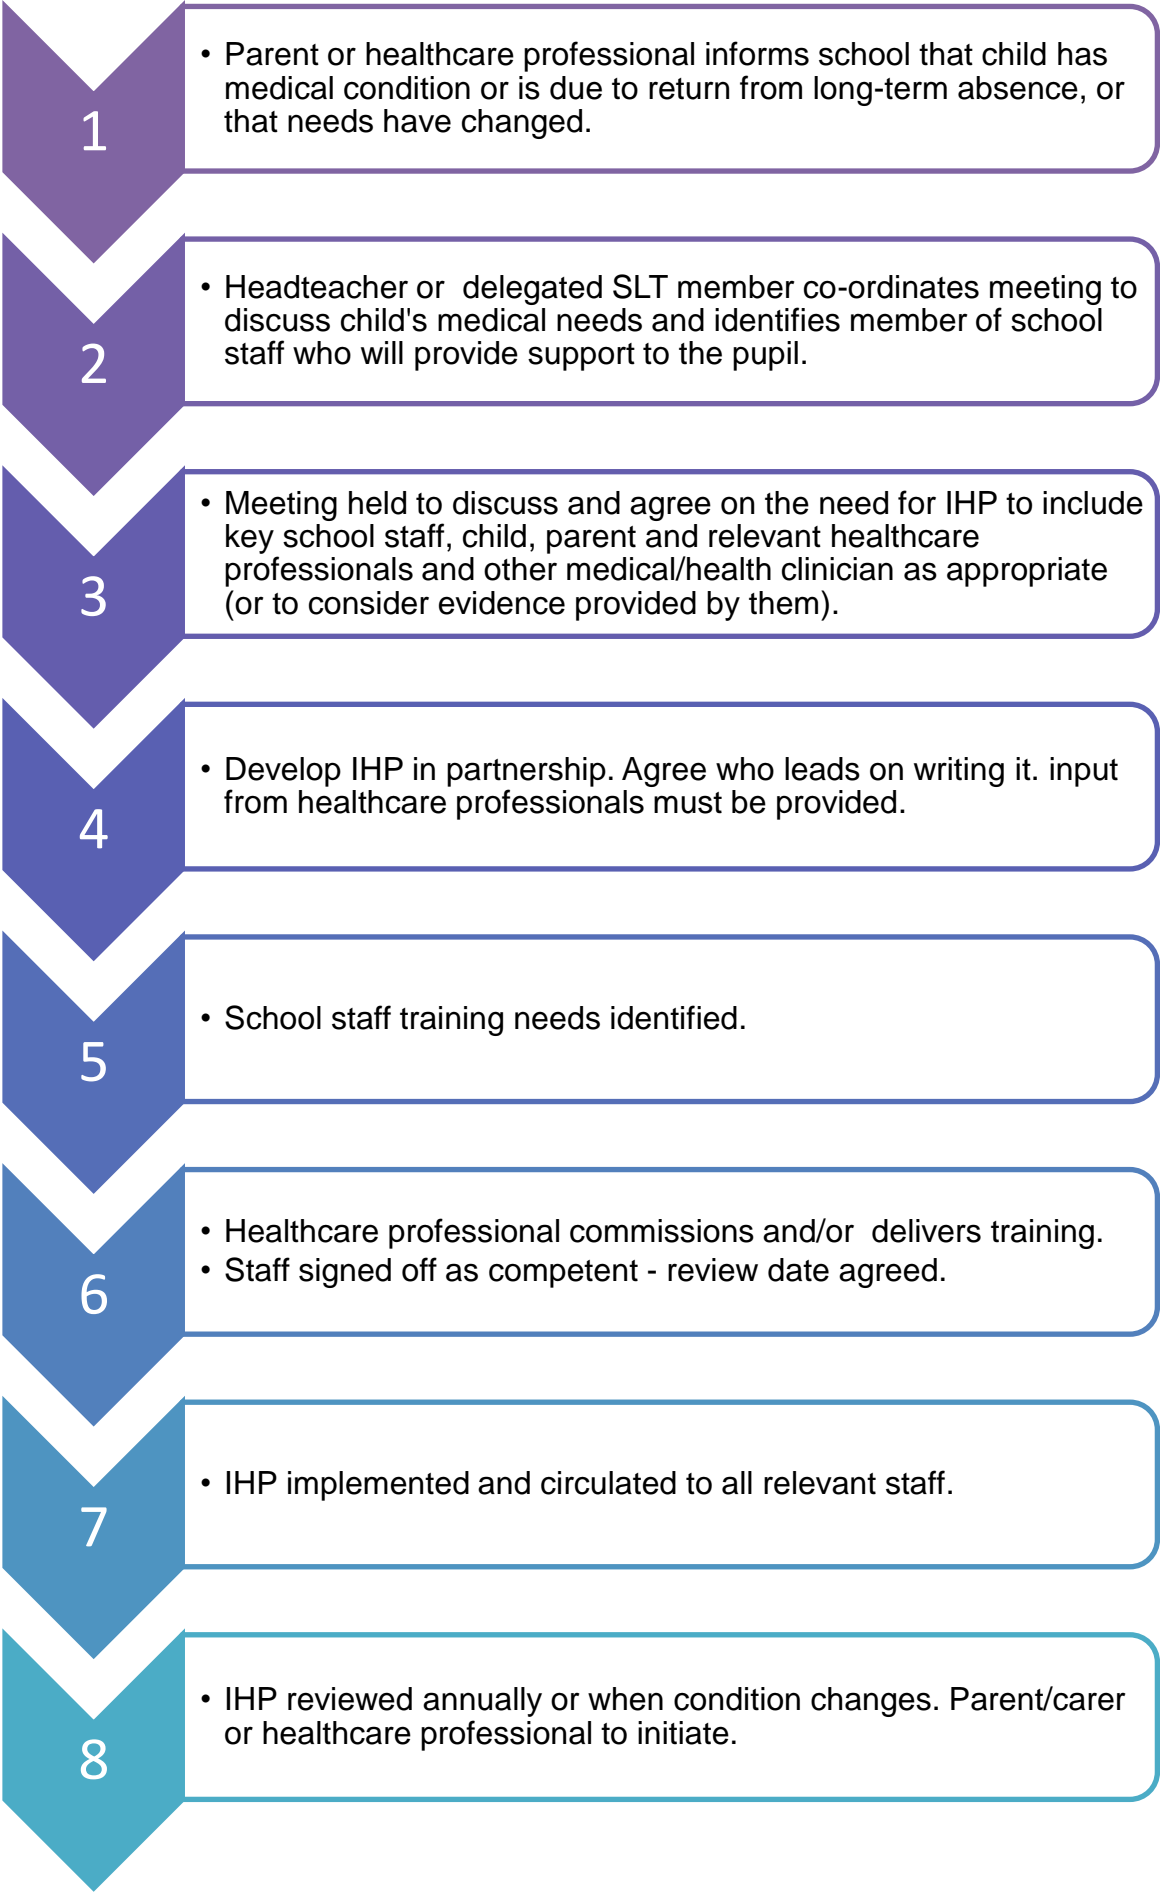 1
• Parent or healthcare professional informs school that child has
medical condition or is due to return from long-term absence, or
that needs have changed.
2
• Headteacher or  delegated SLT member co-ordinates meeting to
discuss child's medical needs and identifies member of school
staff who will provide support to the pupil.
3
• Meeting held to discuss and agree on the need for IHP to include
key school staff, child, parent and relevant healthcare
professionals and other medical/health clinician as appropriate
(or to consider evidence provided by them).
4
• Develop IHP in partnership. Agree who leads on writing it. input
from healthcare professionals must be provided.
5
• School staff training needs identified.
6
• Healthcare professional commissions and/or  delivers training.
• Staff signed off as competent - review date agreed.
7
• IHP implemented and circulated to all relevant staff.
8
• IHP reviewed annually or when condition changes. Parent/carer
or healthcare professional to initiate.